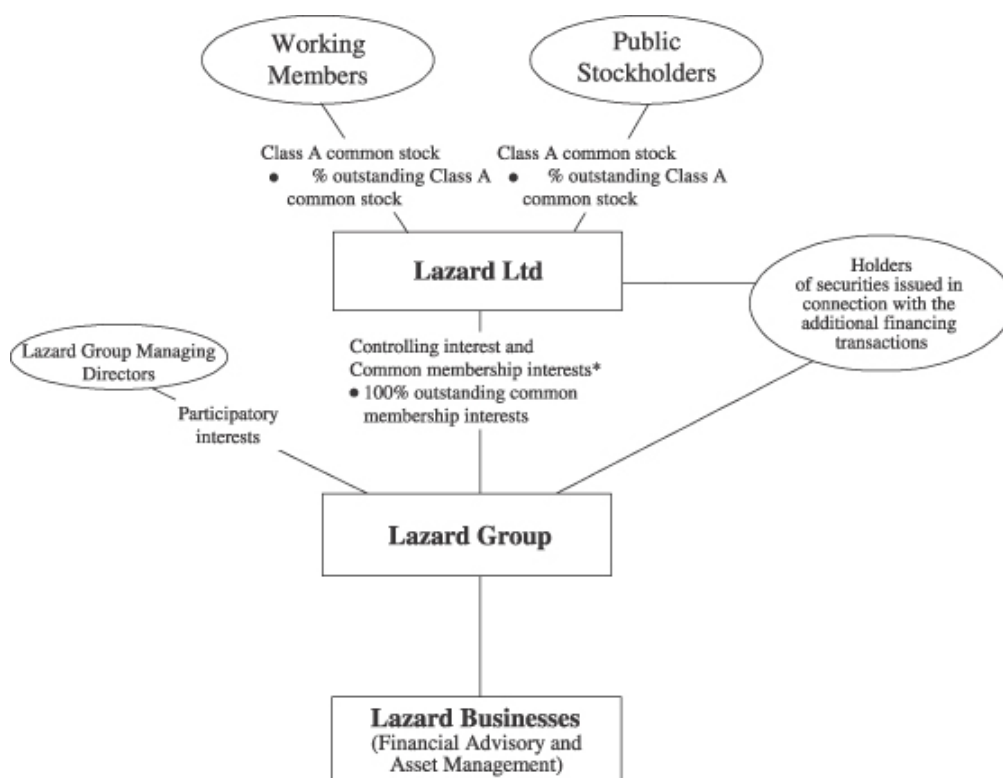 Working
Members
Public
Stockholders
Class A common stock
● % outstanding Class A
common stock
Class A common stock
● % outstanding Class A
common stock
Lazard Ltd
Holders
of securities issued in
connection with the
additional financing
transactions
Lazard Group Managing
Directors
Controlling interest and
Common membership interests*
● 100% outstanding common
membership interests
Participatory
interests
Lazard Group
Lazard Businesses
(Financial Advisory and
Asset Management)